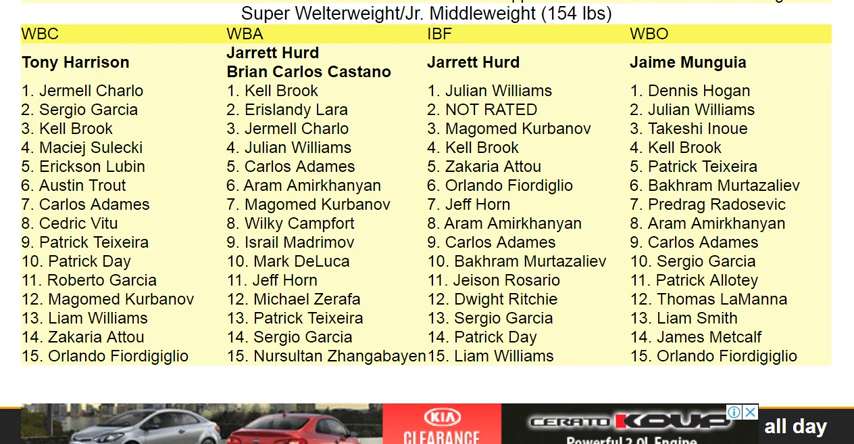 Super Welterweight/Jr. Middleweight (154 lbs)
WBC WBA IBF WBO
Tony Harrison Jarrett Hurd Brian Carlos Castano Jarrett Hurd Jaime Munguia
1. Jermell Charlo 1. Kell Brook 1. Julian Williams 1. Dennis Hogan
2. Sergio Garcia 2. Erislandy Lara 2. NOT RATED 2. Julian Williams
3. Kell Brook 3. Jermell Charlo 3. Magomed Kurbanov 3. Takeshi Inoue
4. Maciej Sulecki 4. Julian Williams 4. Kell Brook 4. Kell Brook
5. Erickson Lubin 5. Carlos Adames 5. Zakaria Attou 5. Patrick Teixeira
6. Austin Trout 6. Aram Amirkhanyan 6. Orlando Fiordiglio 6. Bakhram Murtazaliev
7. Carlos Adames 7. Magomed Kurbanov 7. Jeff Horn 7. Predrag Radosevic
8. Cedric Vitu 8. Wilky Campfort 8. Aram Amirkhanyan 8. Aram Amirkhanyan
9. Patrick Teixeira 9. Israil Madrimov 9. Carlos Adames 9. Carlos Adames
10. Patrick Day 10. Mark DeLuca 10. Bakhram Murtazaliev 10. Sergio Garcia
11. Roberto Garcia 11. Jeff Horn 11. Jeison Rosario 11. Patrick Allotey
12. Magomed Kurbanov 12. Michael Zerafa 12. Dwight Ritchie 12. Thomas LaManna
13. Liam Williams 13. Patrick Teixeira 13. Sergio Garcia 13. Liam Smith
14. Zakaria Attou 14. Sergio Garcia 14. Patrick Day 14. James Metcalf
15. Orlando Fiordigiglio 15. Nursultan Zhangabayen 15. Liam Williams 15. Orlando Fiordigiglio
KIA
CLEARANCE
CERATO KOUP
Powerful 2.0L Engine
all day